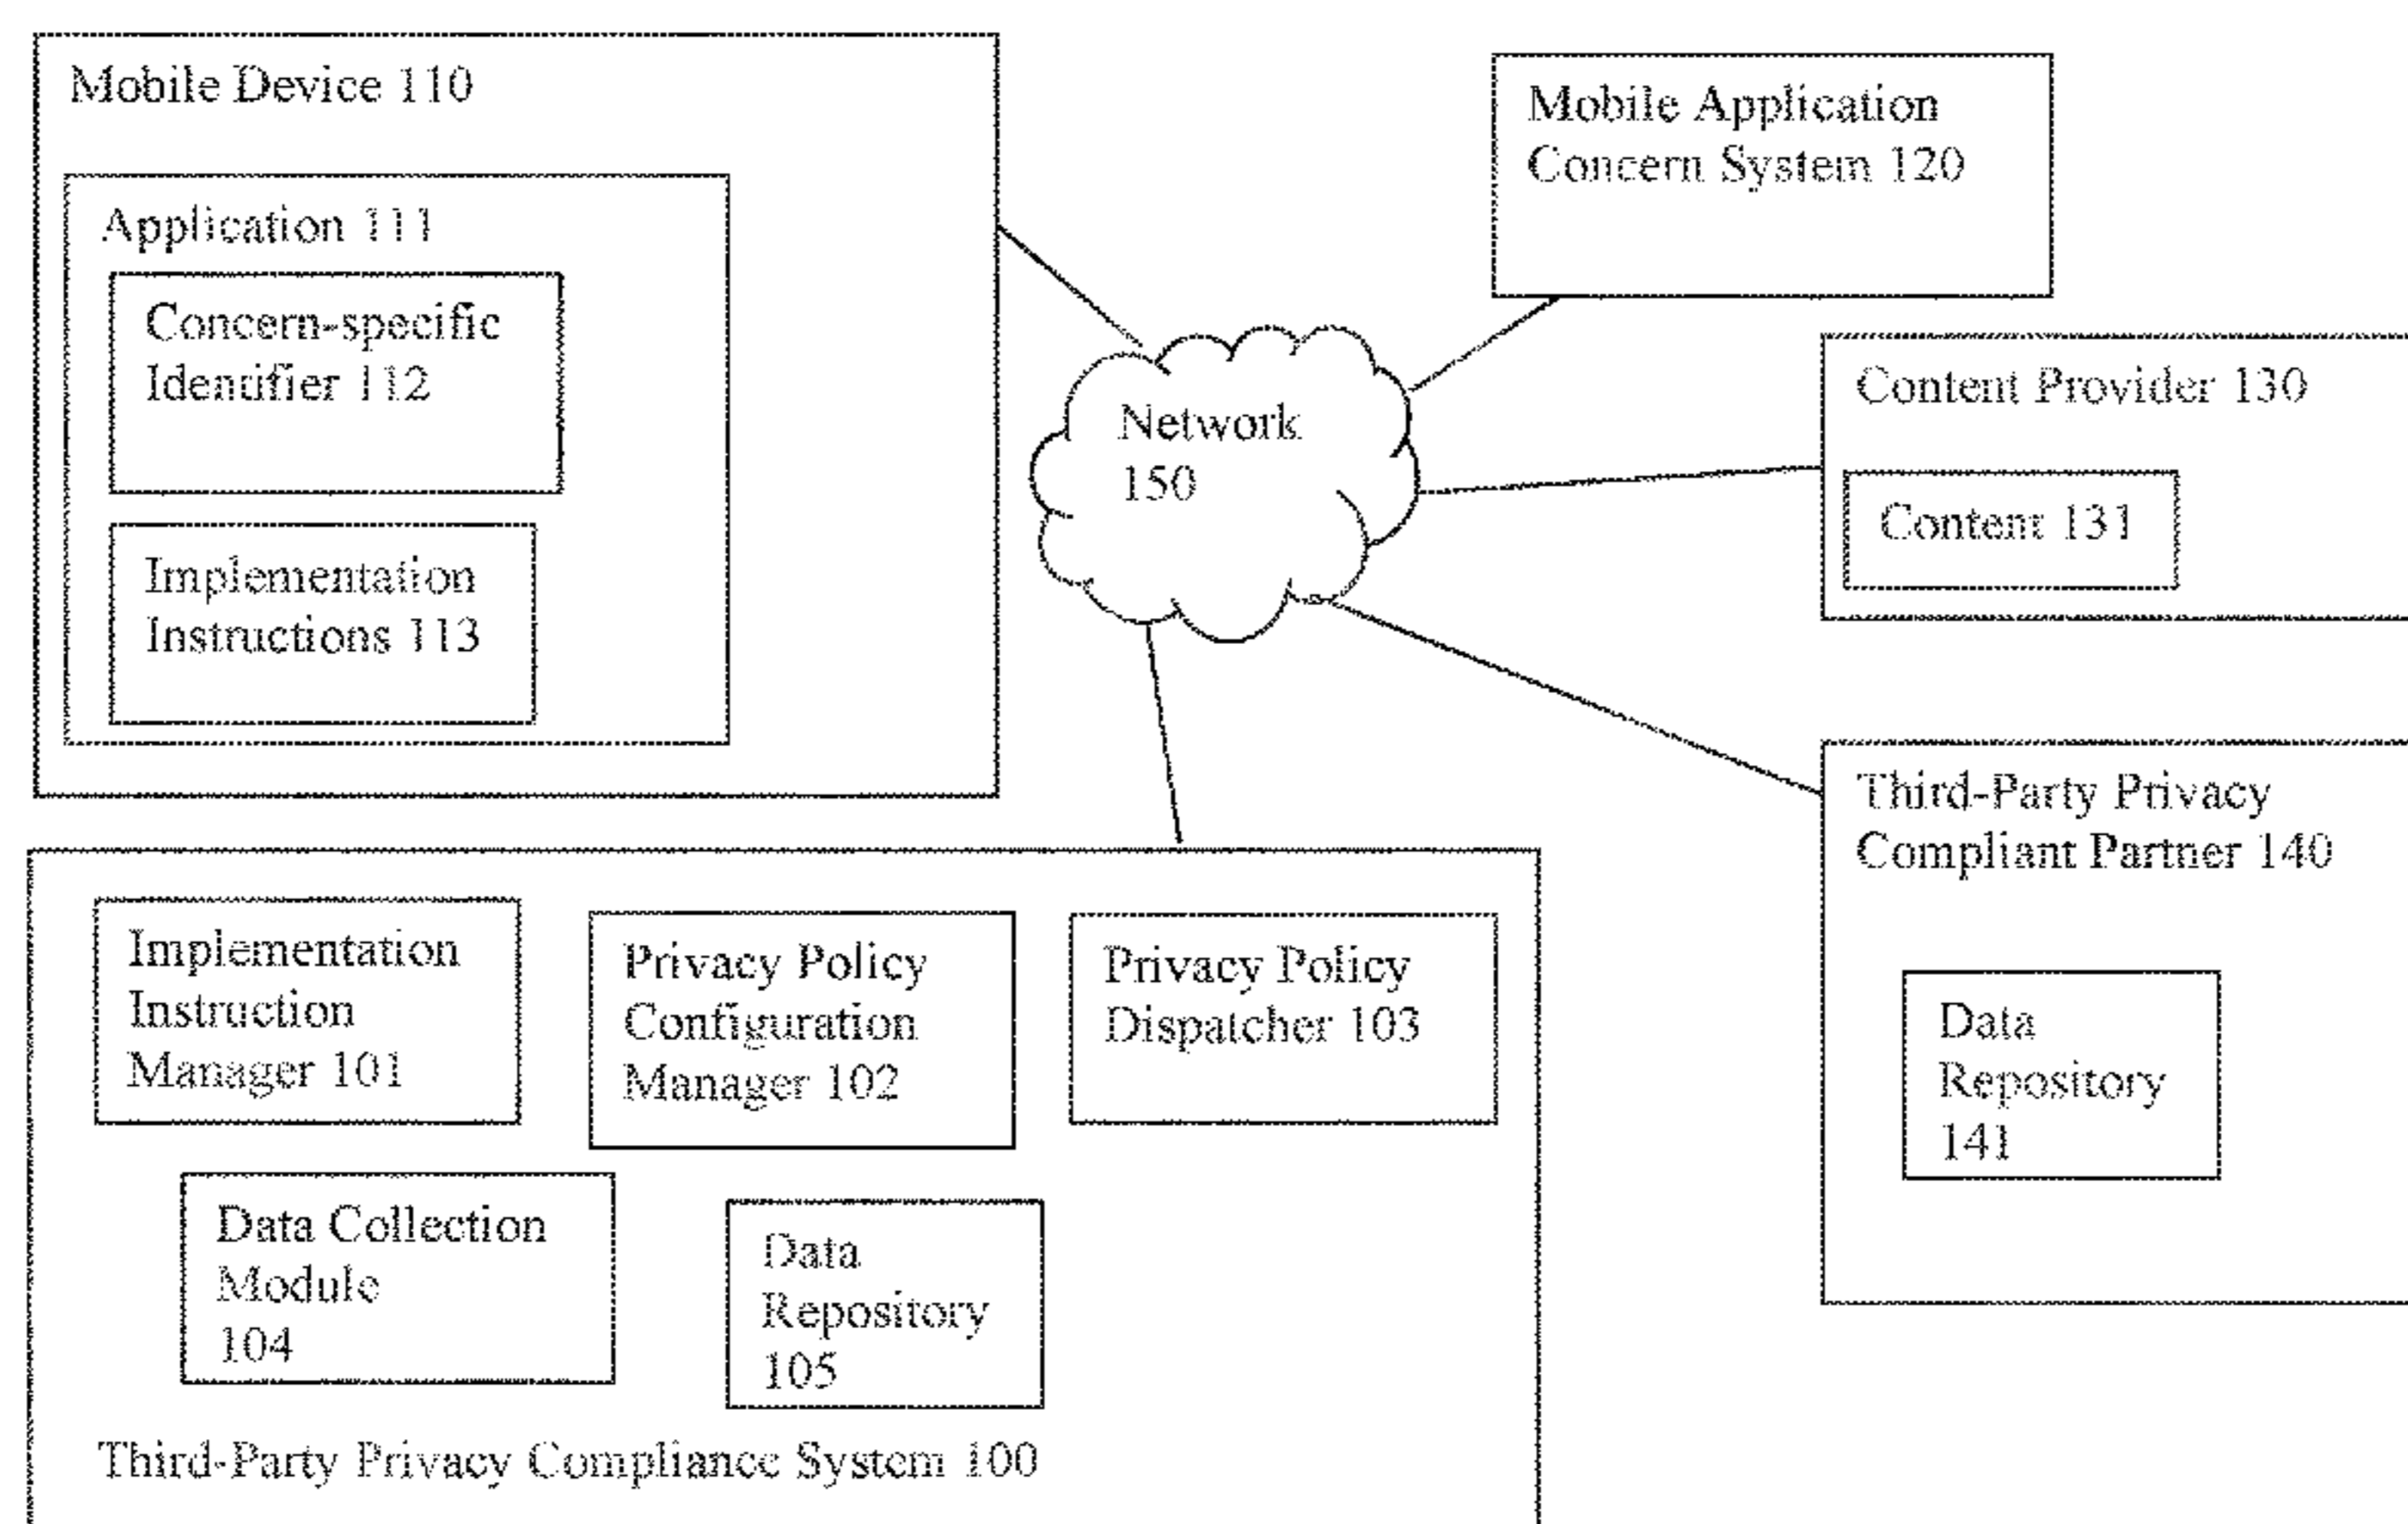 Mobile Device 110
Application 111
Concern-specific
Identifier 112
Implementation
Instructions 113
Mobile Application
Concern System 120
Network
150
Content Provider 130
Content 131
Third-Party Privacy
Compliant Partner 140
Data
Repository
141
Implementation
Instruction
Manager 101
Privacy Policy
Configuration
Manager 102
Privacy Policy
Dispatcher 103
Data Collection
Module
104
Data
Repository
105
Third-Party Privacy Compliance System 100